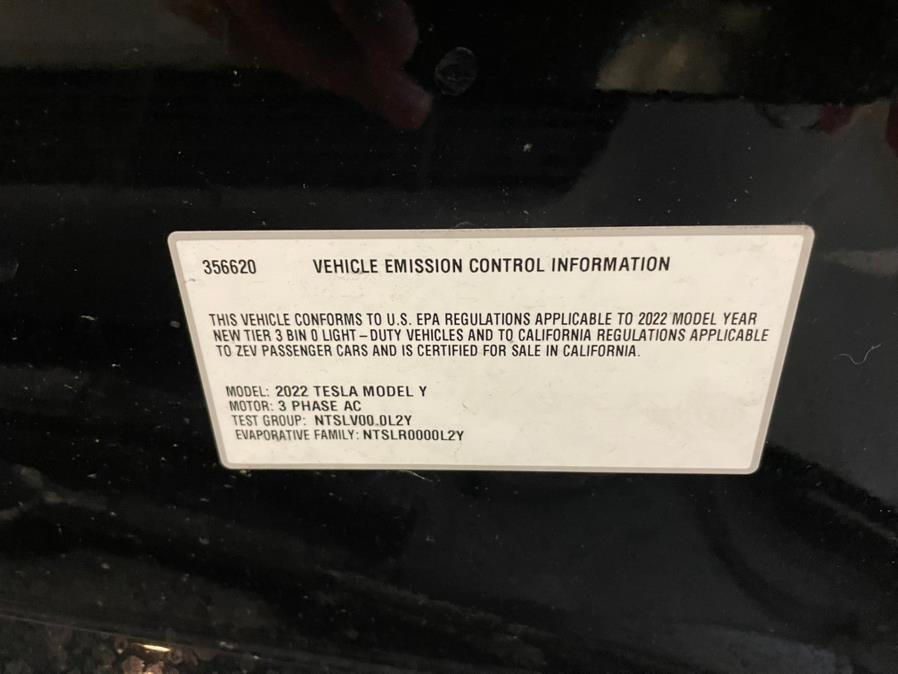 356620 VEHICLE EMISSION CONTROL INFORMATION
THIS VEHICLE CONFORMS TO U.S. EPA REGULATIONS APPLICABLE TO 2022 MODEL YEAR
NEW TIER 3 BIN 0 LIGHT-DUTY VEHICLES AND TO CALIFORNIA REGULATIONS APPLICABLE
TO ZEV PASSENGER CARS AND IS CERTIFIED FOR SALE IN CALIFORNIA.
MODEL: 2022 TESLA MODEL Y
MOTOR: 3 PHASE AC
TEST GROUP: NTSLV00.0L2Y
EVAPORATIVE FAMILY: NTSLR0000L2Y